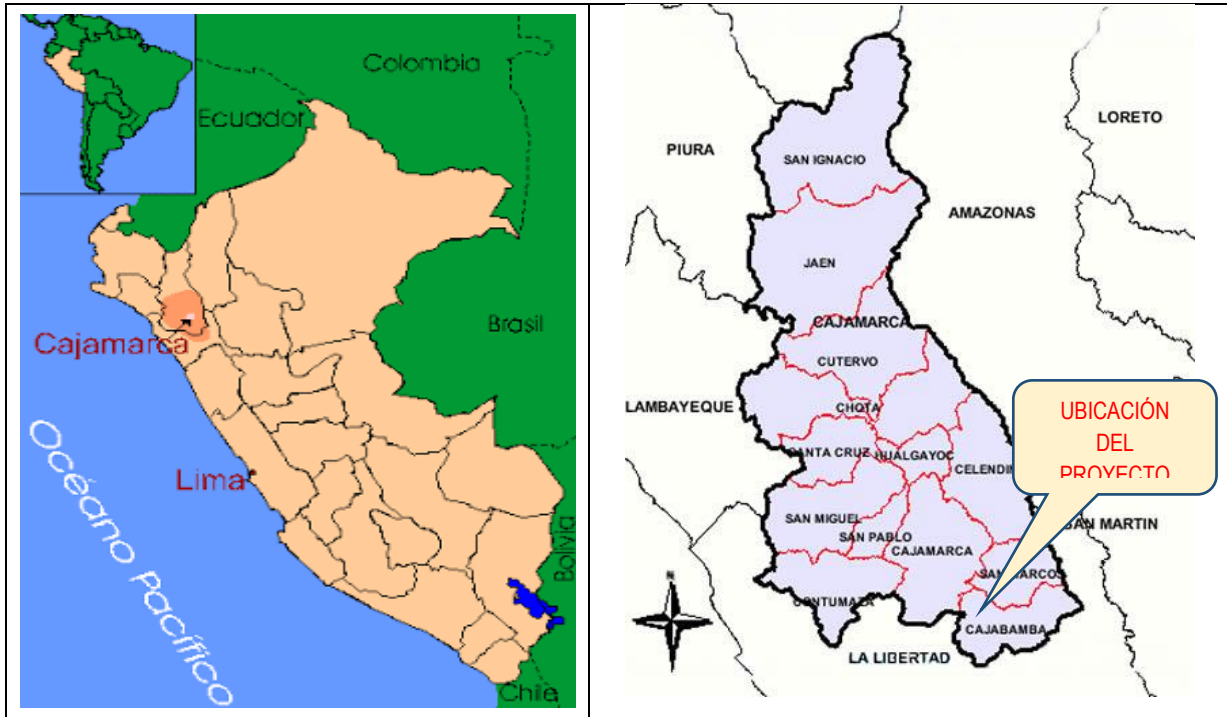 Colombia
Ecuador
Brasil
Cajamarca
Lima
Océano Pacífico
Bolivia
Chile
LORETO
PIURA
SAN IGNACIO
AMAZONAS
JAEN
CAJAMARCA
CUTERVO
LAMBAYEQUE
CHOTA
UBICACIÓN
DEL
PROYECTO
SANTA CRUZ
HUALGAYOC
CELENDIN
SAN MIGUEL
SAN PABLO
CAJAMARCA
SAN MARTIN
SAN MARCOS
CONTUMAZA
N
CAJABAMBA
LA LIBERTAD